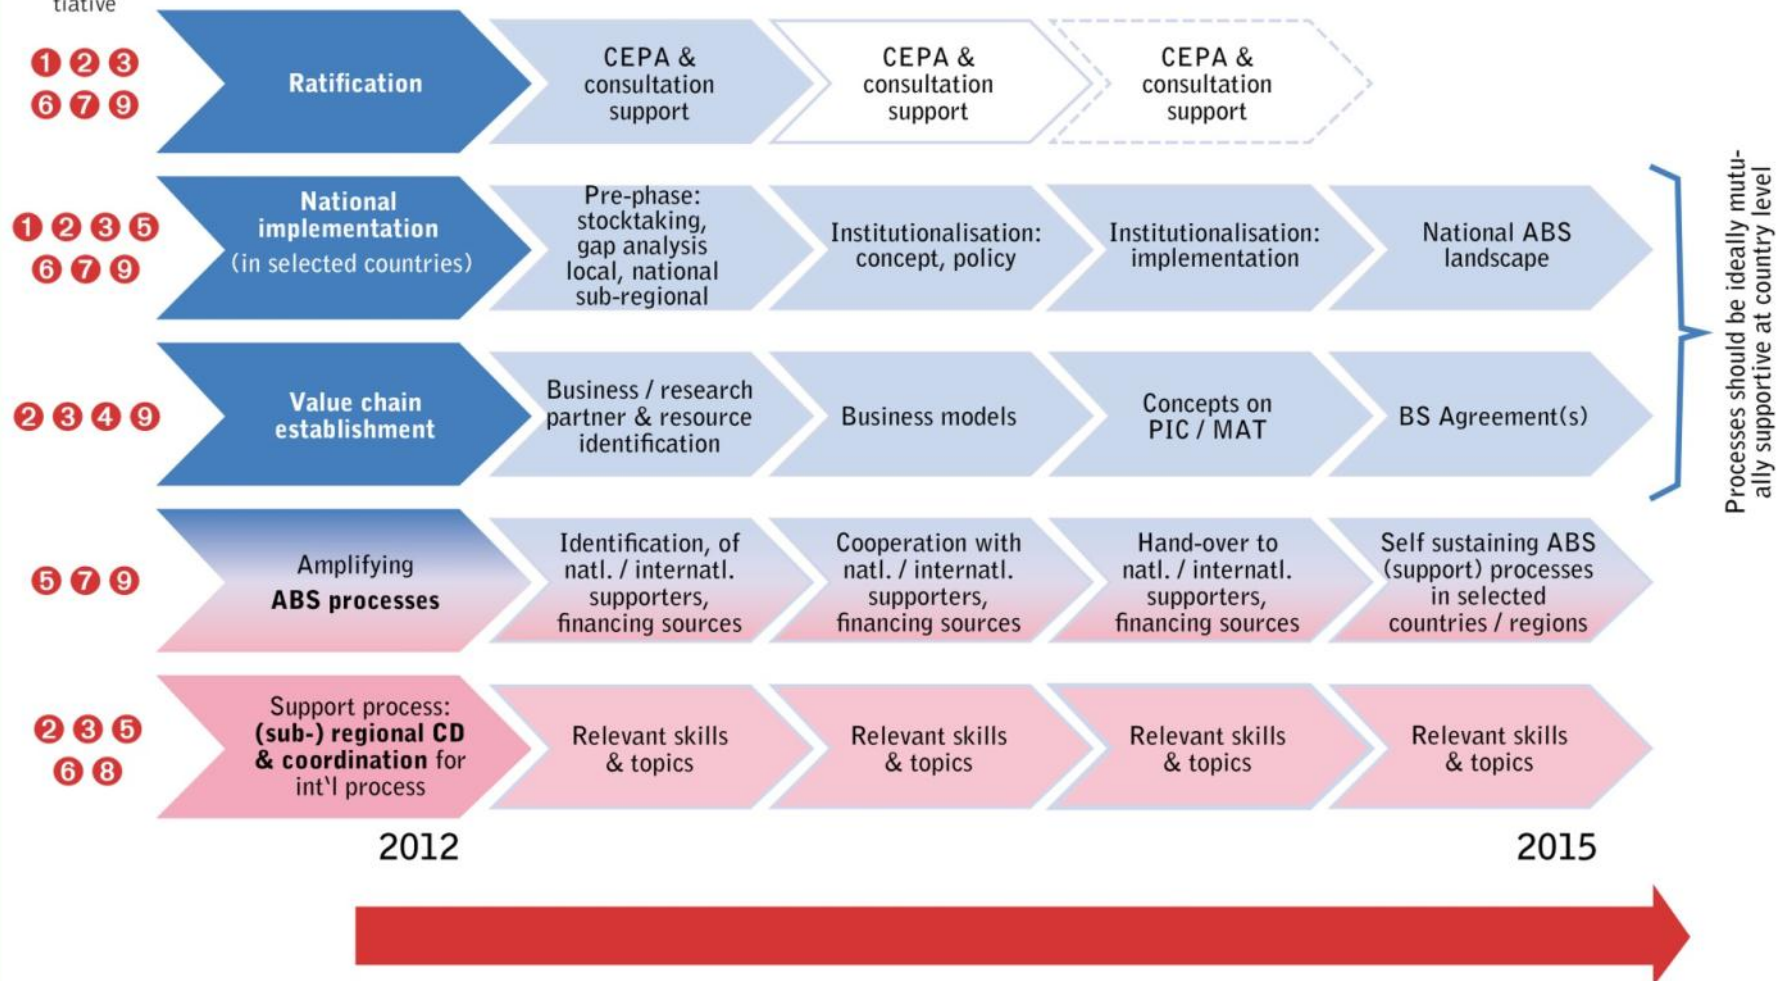 tiative
1 2 3
6 7 9
Ratification
CEPA &
consultation
support
CEPA &
consultation
support
CEPA &
consultation
support
1 2 3 5
6 7 9
National
implementation
(in selected countries)
Pre-phase:
stocktaking,
gap analysis
local, national
sub-regional
Institutionalisation:
concept, policy
Institutionalisation:
implementation
National ABS
landscape
2 3 4 9
Value chain
establishment
Business / research
partner & resource
identification
Business models
Concepts on
PIC / MAT
BS Agreement(s)
Processes should be ideally mutu-
ally supportive at country level
5 7 9
Amplifying
ABS processes
Identification, of
natl. / internatl.
supporters,
financing sources
Cooperation with
natl. / internatl.
supporters,
financing sources
Hand-over to
natl. / internatl.
supporters,
financing sources
Self sustaining ABS
(support) processes
in selected
countries / regions
2 3 5
6 8
Support process:
(sub-) regional CD
& coordination for
int‘l process
Relevant skills
& topics
Relevant skills
& topics
Relevant skills
& topics
Relevant skills
& topics
2012
2015